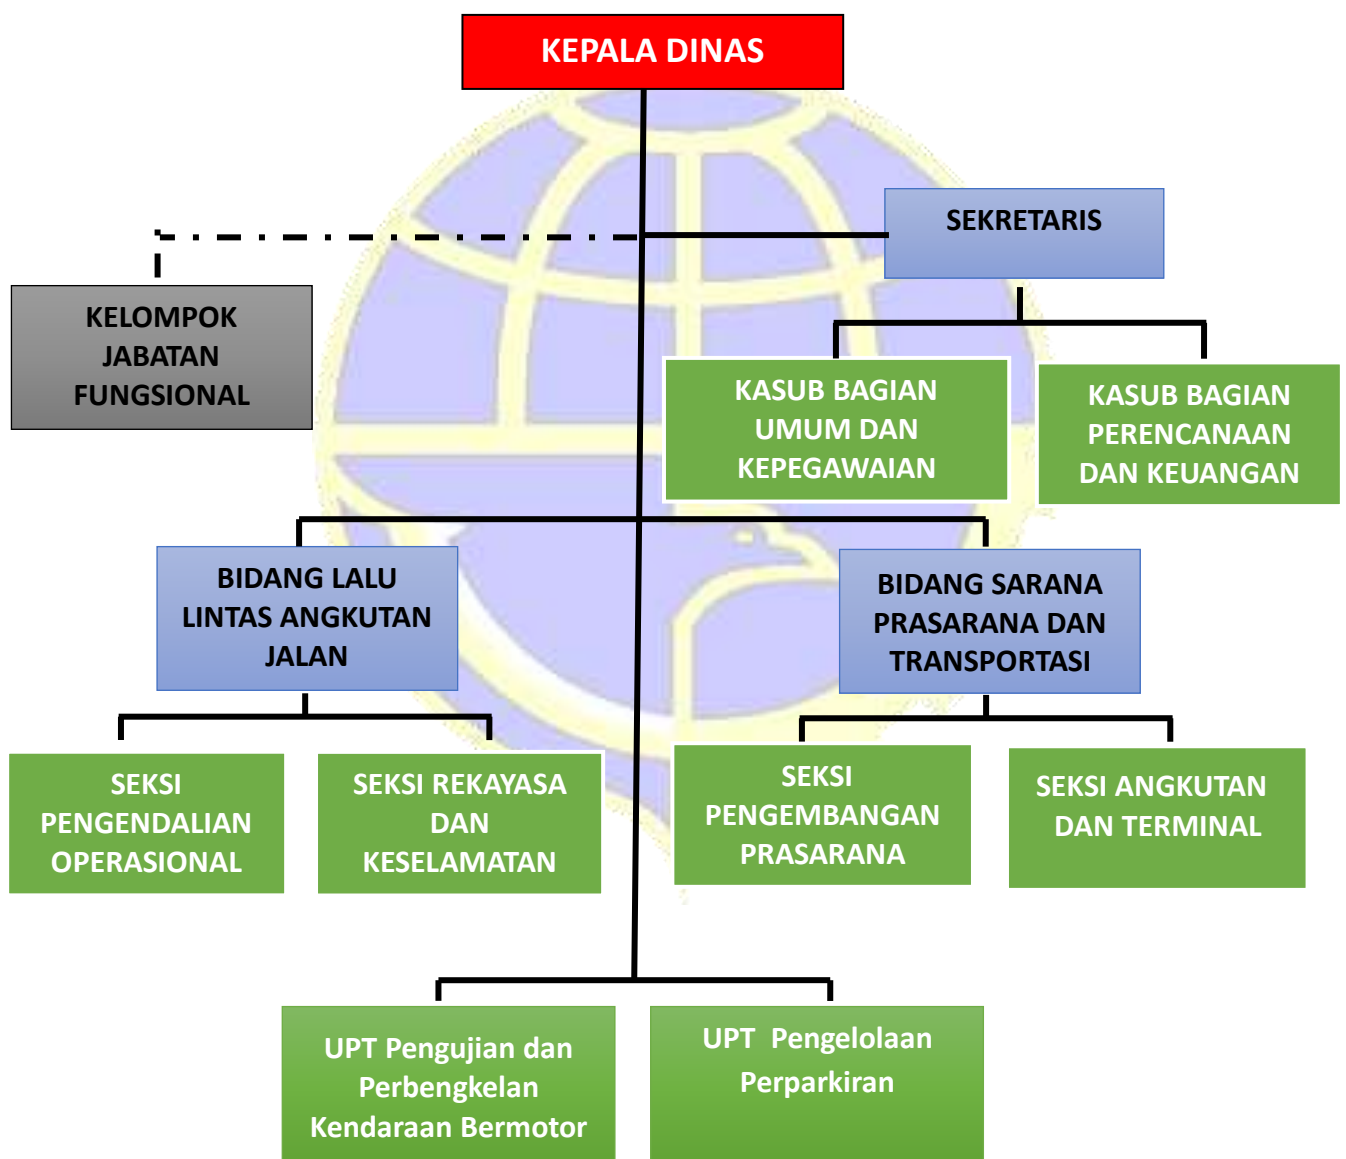 KEPALA DINAS
SEKRETARIS
KELOMPOK
JABATAN
FUNGSIONAL
KASUB BAGIAN
UMUM DAN
KEPEGAWAIAN
KASUB BAGIAN
PERENCANAAN
DAN KEUANGAN
BIDANG LALU
LINTAS ANGKUTAN
JALAN
BIDANG SARANA
PRASARANA DAN
TRANSPORTASI
SEKSI
PENGENDALIAN
OPERASIONAL
SEKSI REKAYASA
DAN
KESELAMATAN
SEKSI
PENGEMBANGAN
PRASARANA
SEKSI ANGKUTAN
DAN TERMINAL
UPT Pengujian dan
Perbengkelan
Kendaraan Bermotor
UPT Pengelolaan
Perparkiran